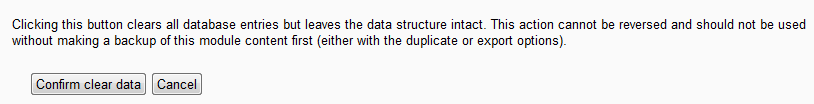 Clicking this button clears all database entries but leaves the data structure intact. This action cannot be reversed and should not be used
without making a backup of this module content first (either with the duplicate or export options).
Confirm clear data Cancel